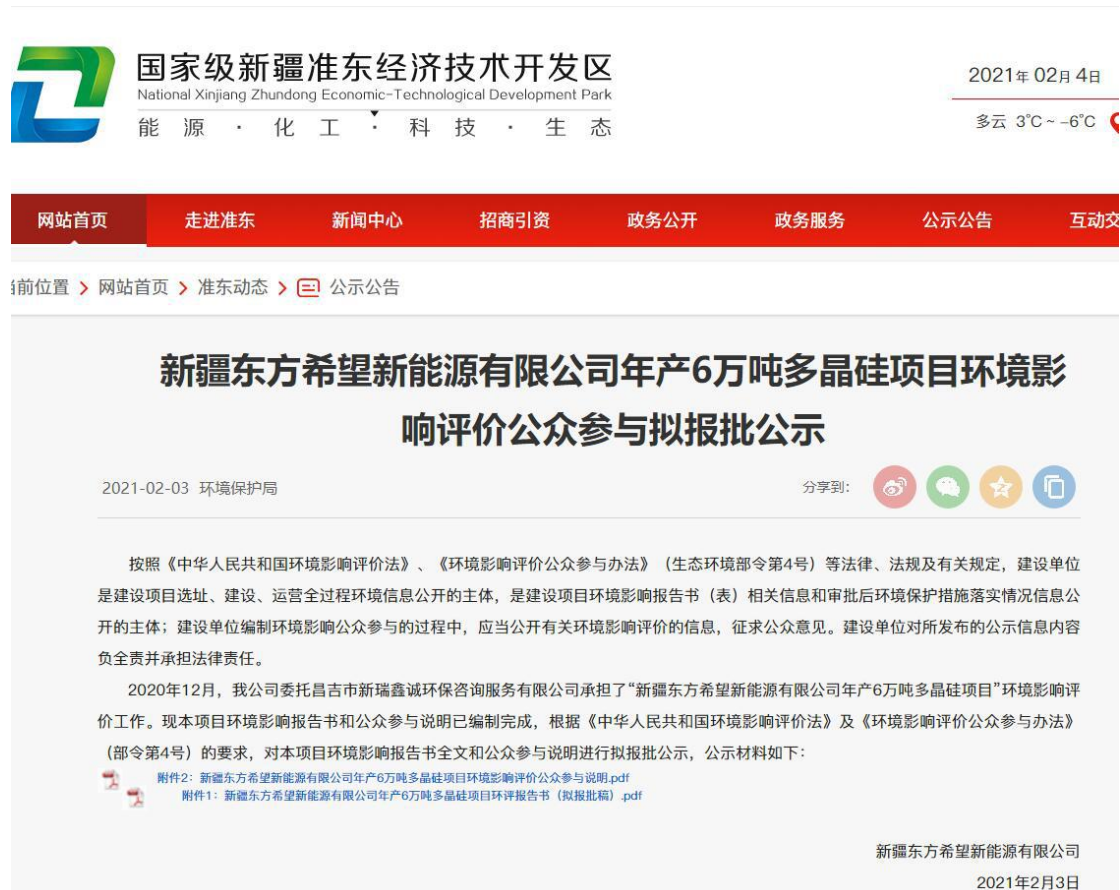 国家级新疆准东经济技术开发区
National Xinjiang Zhundong Economic-Technological Development Park
能 源 · 化 工 · 科 技 · 生 态
2021年 02月 4日
多云 3℃ ~ -6℃
网站首页 走进准东 新闻中心 招商引资 政务公开 政务服务 公示公告 互动交
当前位置 > 网站首页 > 准东动态 > 公示公告
新疆东方希望新能源有限公司年产6万吨多晶硅项目环境影
响评价公众参与拟报批公示
2021-02-03 环境保护局
分享到:
按照《中华人民共和国环境影响评价法》、《环境影响评价公众参与办法》（生态环境部令第4号）等法律、法规及有关规定，建设单位
是建设项目选址、建设、运营全过程环境信息公开的主体，是建设项目环境影响报告书（表）相关信息和审批后环境保护措施落实情况信息公
开的主体；建设单位编制环境影响公众参与的过程中，应当公开有关环境影响评价的信息，征求公众意见。建设单位对所发布的公示信息内容
负全责并承担法律责任。
2020年12月，我公司委托昌吉市新瑞鑫诚环保咨询服务有限公司承担了“新疆东方希望新能源有限公司年产6万吨多晶硅项目”环境影响评
价工作。现本项目环境影响报告书和公众参与说明已编制完成，根据《中华人民共和国环境影响评价法》及《环境影响评价公众参与办法》
（部令第4号）的要求，对本项目环境影响报告书全文和公众参与说明进行拟报批公示，公示材料如下：
附件2：新疆东方希望新能源有限公司年产6万吨多晶硅项目环境影响评价公众参与说明.pdf
附件1：新疆东方希望新能源有限公司年产6万吨多晶硅项目环评报告书（拟报批稿）.pdf
新疆东方希望新能源有限公司
2021年2月3日